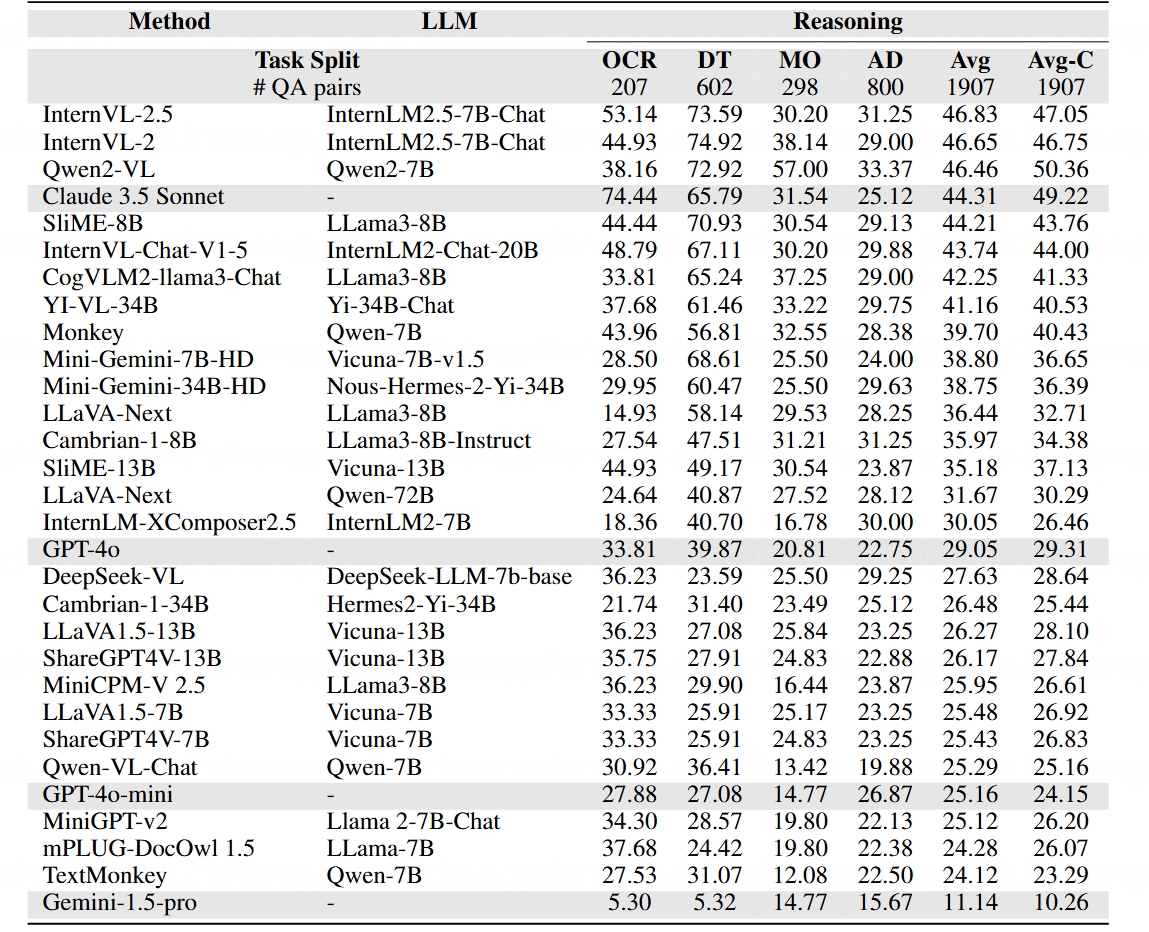 Method LLM Reasoning
Task Split OCR DT MO AD Avg Avg-C
# QA pairs 207 602 298 800 1907 1907
InternVL-2.5 InternLM2.5-7B-Chat 53.14 73.59 30.20 31.25 46.83 47.05
InternVL-2 InternLM2.5-7B-Chat 44.93 74.92 38.14 29.00 46.65 46.75
Qwen2-VL Qwen2-7B 38.16 72.92 57.00 33.37 46.46 50.36
Claude 3.5 Sonnet - 74.44 65.79 31.54 25.12 44.31 49.22
SliME-8B LLama3-8B 44.44 70.93 30.54 29.13 44.21 43.76
InternVL-Chat-V1-5 InternLM2-Chat-20B 48.79 67.11 30.20 29.88 43.74 44.00
CogVLM2-llama3-Chat LLama3-8B 33.81 65.24 37.25 29.00 42.25 41.33
YI-VL-34B Yi-34B-Chat 37.68 61.46 33.22 29.75 41.16 40.53
Monkey Qwen-7B 43.96 56.81 32.55 28.38 39.70 40.43
Mini-Gemini-7B-HD Vicuna-7B-v1.5 28.50 68.61 25.50 24.00 38.80 36.65
Mini-Gemini-34B-HD Nous-Hermes-2-Yi-34B 29.95 60.47 25.50 29.63 38.75 36.39
LLaVA-Next LLama3-8B 14.93 58.14 29.53 28.25 36.44 32.71
Cambrian-1-8B LLama3-8B-Instruct 27.54 47.51 31.21 31.25 35.97 34.38
SliME-13B Vicuna-13B 44.93 49.17 30.54 23.87 35.18 37.13
LLaVA-Next Qwen-72B 24.64 40.87 27.52 28.12 31.67 30.29
InternLM-XComposer2.5 InternLM2-7B 18.36 40.70 16.78 30.00 30.05 26.46
GPT-4o - 33.81 39.87 20.81 22.75 29.05 29.31
DeepSeek-VL DeepSeek-LLM-7b-base 36.23 23.59 25.50 29.25 27.63 28.64
Cambrian-1-34B Hermes2-Yi-34B 21.74 31.40 23.49 25.12 26.48 25.44
LLaVA1.5-13B Vicuna-13B 36.23 27.08 25.84 23.25 26.27 28.10
ShareGPT4V-13B Vicuna-13B 35.75 27.91 24.83 22.88 26.17 27.84
MiniCPM-V 2.5 LLama3-8B 36.23 29.90 16.44 23.87 25.95 26.61
LLaVA1.5-7B Vicuna-7B 33.33 25.91 25.17 23.25 25.48 26.92
ShareGPT4V-7B Vicuna-7B 33.33 25.91 24.83 23.25 25.43 26.83
Qwen-VL-Chat Qwen-7B 30.92 36.41 13.42 19.88 25.29 25.16
GPT-4o-mini - 27.88 27.08 14.77 26.87 25.16 24.15
MiniGPT-v2 Llama 2-7B-Chat 34.30 28.57 19.80 22.13 25.12 26.20
mPLUG-DocOwl 1.5 LLama-7B 37.68 24.42 19.80 22.38 24.28 26.07
TextMonkey Qwen-7B 27.53 31.07 12.08 22.50 24.12 23.29
Gemini-1.5-pro - 5.30 5.32 14.77 15.67 11.14 10.26